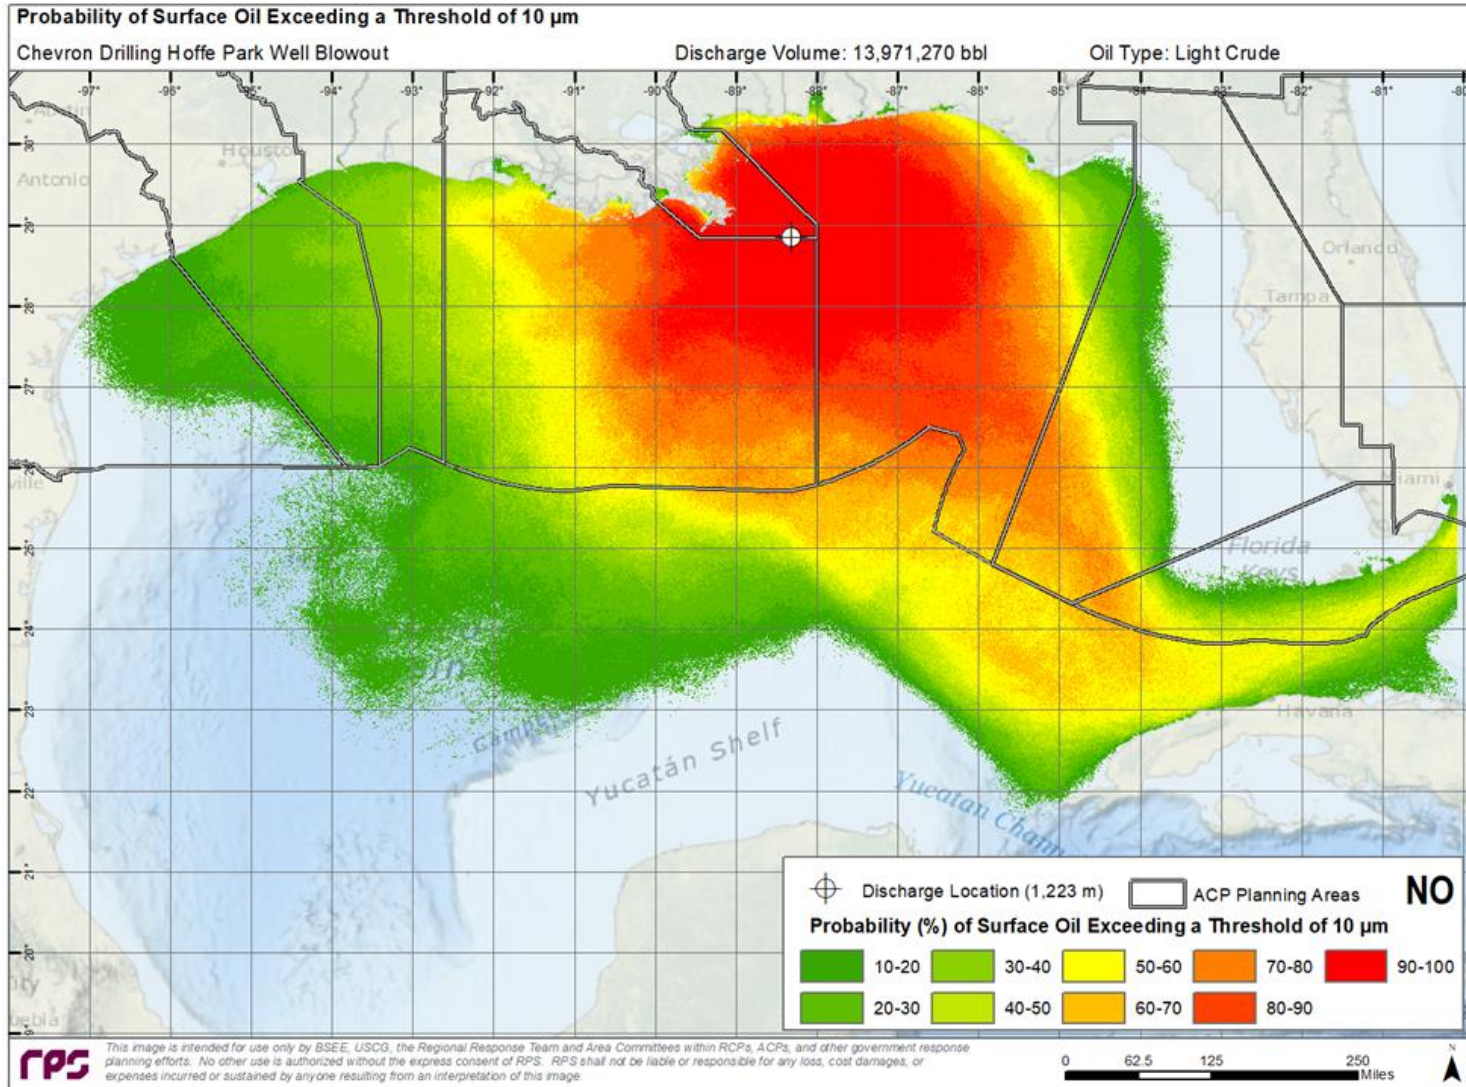 Probability of Surface Oil Exceeding a Threshold of 10 µm
Chevron Drilling Hoffe Park Well Blowout Discharge Volume: 13,971,270 bbl Oil Type: Light Crude
-97° -96° -95° -94° -93° -92° -91° -90° -89° -88° -87° -86° -85° -84° -83° -82° -81° -80
30°
Houston
Antonio
29°
Orlando
28°
Tampa
27°
26°
ville
25°
Florida
Keys
24°
23°
Havana
Yucatán Shelf
22°
Yucatan Chann
21°
20°
9°
Discharge Location (1,223 m) ACP Planning Areas NO
Probability (%) of Surface Oil Exceeding a Threshold of 10 µm
10-20 30-40 50-60 70-80 90-100
20-30 40-50 60-70 80-90
rps
This image is intended for use only by BSEE, USCG, the Regional Response Team and Area Committees within RCPs, ACPs, and other government response
planning efforts. No other use is authorized without the express consent of RPS. RPS shall not be liable or responsible for any loss, cost damages, or
expenses incurred or sustained by anyone resulting from an interpretation of this image.
0 62.5 125 250
Miles
N